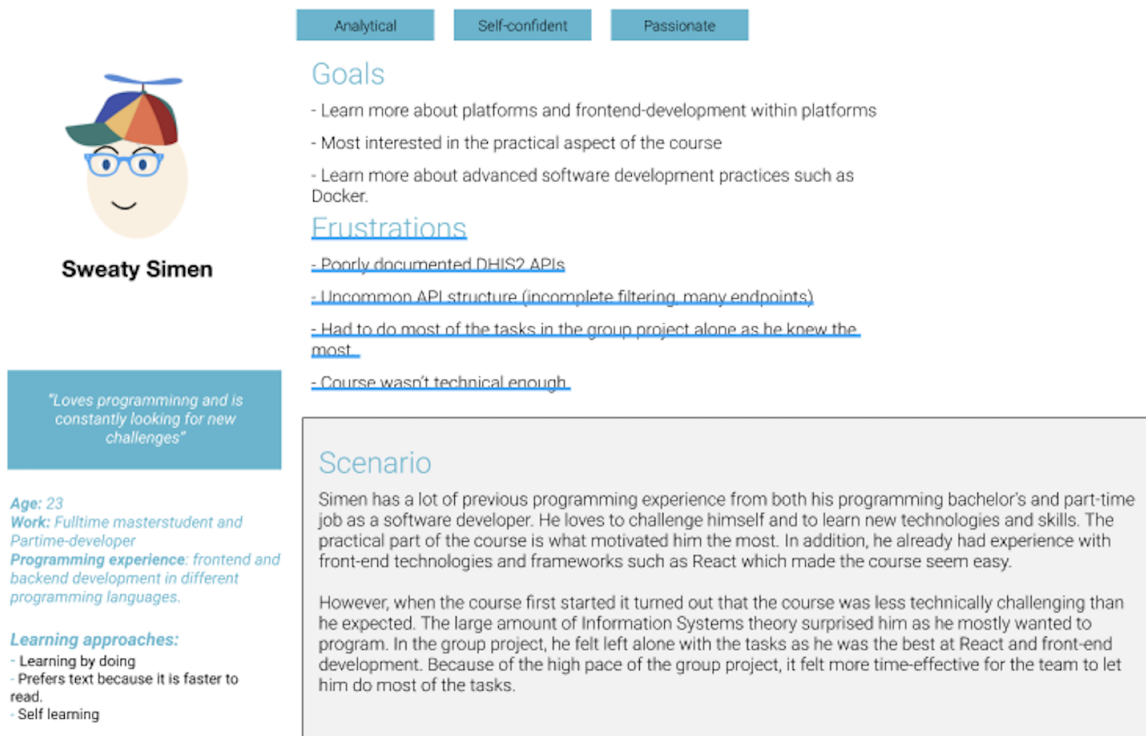 Analytical
Self-confident
Passionate
Goals
- Learn more about platforms and frontend-development within platforms
- Most interested in the practical aspect of the course
- Learn more about advanced software development practices such as
Docker.
Frustrations
- Poorly documented DHIS2 APIs
- Uncommon API structure (incomplete filtering, many endpoints)
- Had to do most of the tasks in the group project alone as he knew the
most.
- Course wasn't technical enough.
Sweaty Simen
"Loves programminng and is
constantly looking for new
challenges"
Age: 23
Work: Fulltime masterstudent and
Partime-developer
Programming experience: frontend and
backend development in different
programming languages.
Learning approaches:
- Learning by doing
- Prefers text because it is faster to
read.
- Self learning
Scenario
Simen has a lot of previous programming experience from both his programming bachelor's and part-time
job as a software developer. He loves to challenge himself and to learn new technologies and skills. The
practical part of the course is what motivated him the most. In addition, he already had experience with
front-end technologies and frameworks such as React which made the course seem easy.
However, when the course first started it turned out that the course was less technically challenging than
he expected. The large amount of Information Systems theory surprised him as he mostly wanted to
program. In the group project, he felt left alone with the tasks as he was the best at React and front-end
development. Because of the high pace of the group project, it felt more time-effective for the team to let
him do most of the tasks.